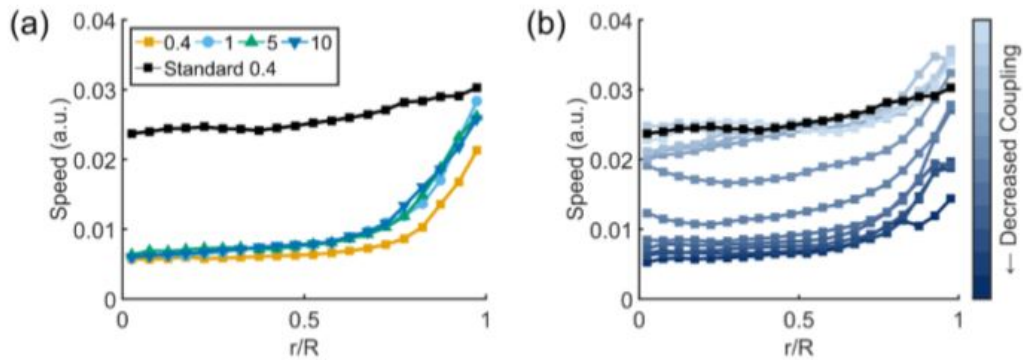 (a)
0.04
0.03
0.02
0.01
0
Speed (a.u.)
0.4 1 5 10
Standard 0.4
0 0.5 1
r/R
(b)
0.04
0.03
0.02
0.01
0
Speed (a.u.)
0 0.5 1
r/R
← Decreased Coupling